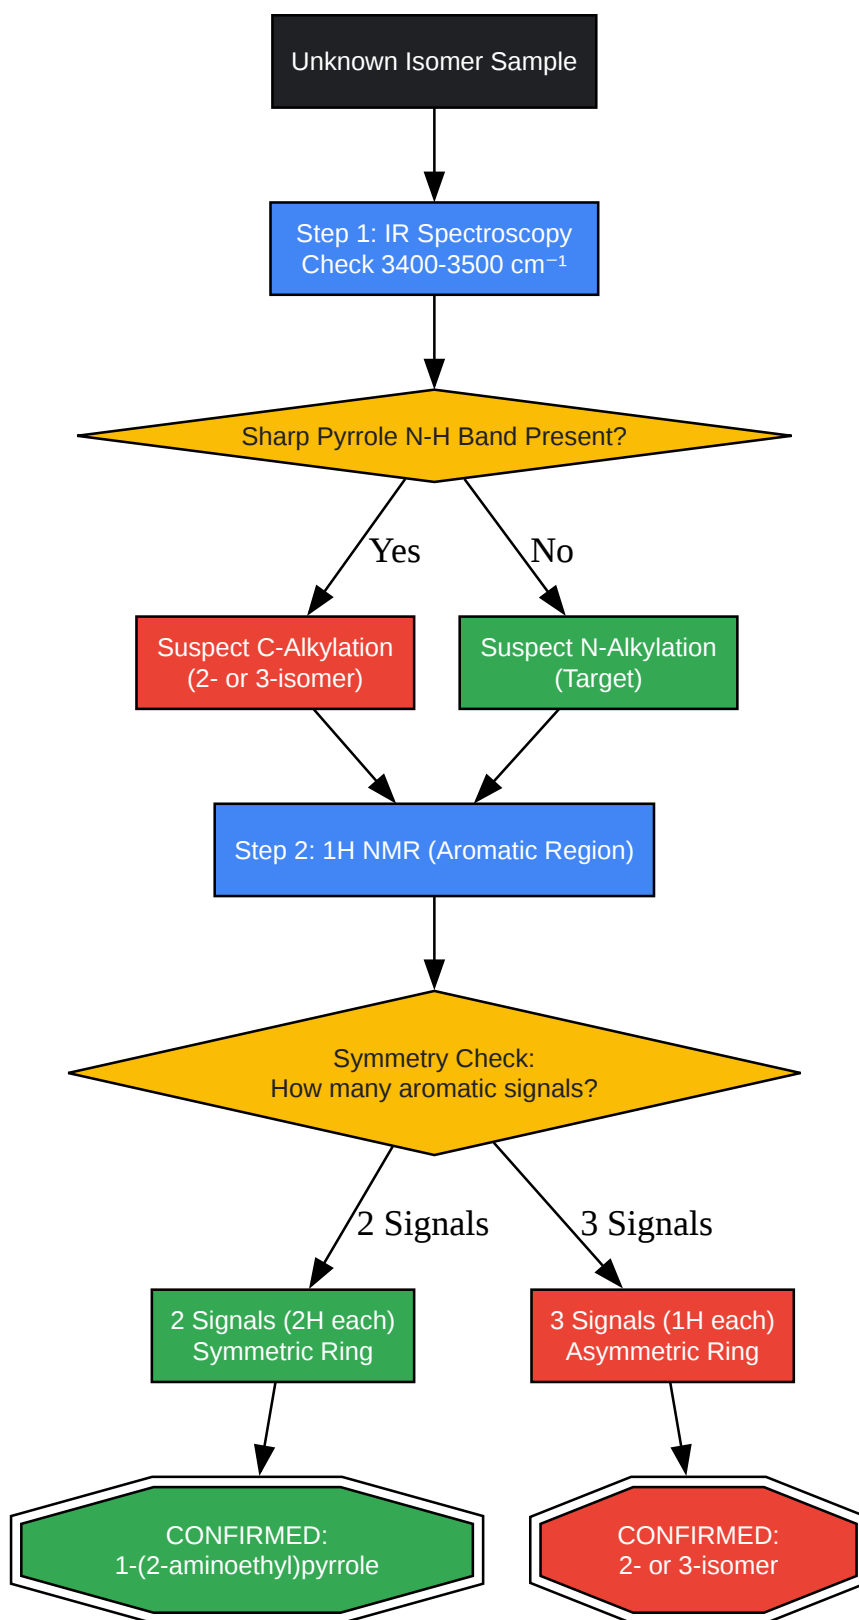 Unknown Isomer Sample
Step 1: IR Spectroscopy
Check 3400-3500 cm⁻¹
Sharp Pyrrole N-H Band Present?
Yes
No
Suspect C-Alkylation
(2- or 3-isomer)
Suspect N-Alkylation
(Target)
Step 2: 1H NMR (Aromatic Region)
Symmetry Check:
How many aromatic signals?
2 Signals
3 Signals
2 Signals (2H each)
Symmetric Ring
3 Signals (1H each)
Asymmetric Ring
CONFIRMED:
1-(2-aminoethyl)pyrrole
CONFIRMED:
2- or 3-isomer